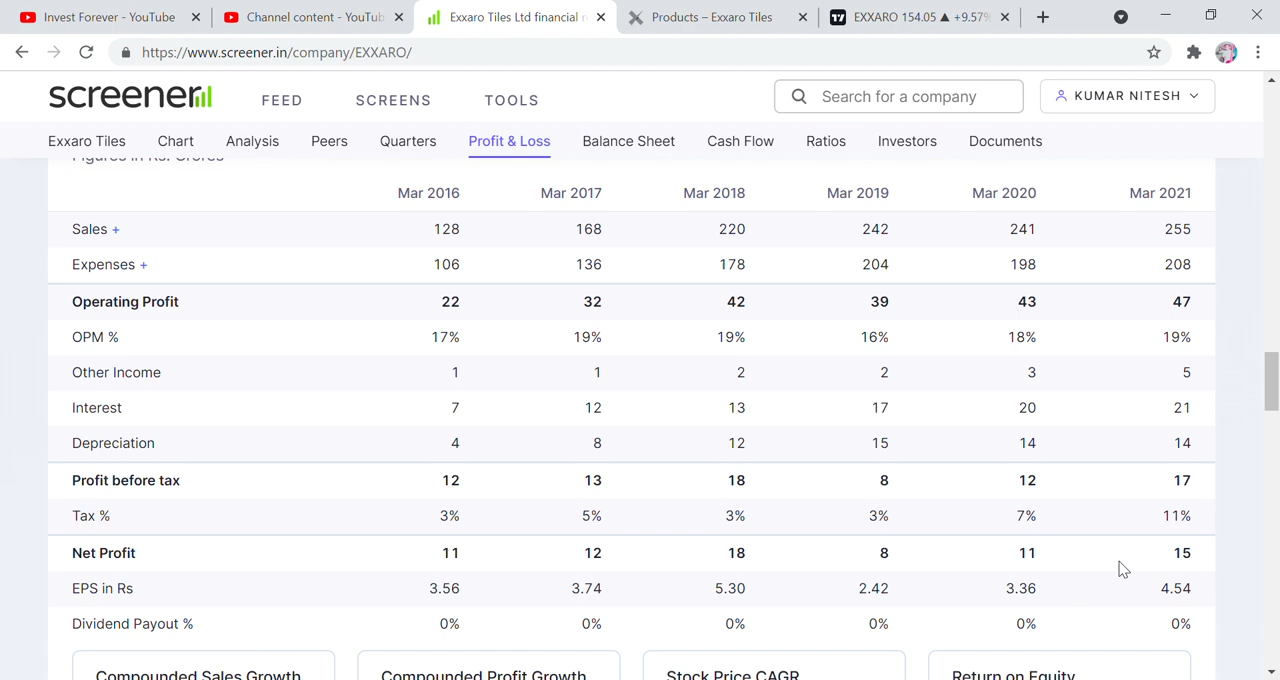 Invest Forever - YouTube
Channel content - YouTub
Exxaro Tiles Ltd financial r
Products – Exxaro Tiles
EXXARO 154.05 ▲ +9.57%
https://www.screener.in/company/EXXARO/
screener
FEED
SCREENS
TOOLS
Search for a company
KUMAR NITESH
Exxaro Tiles
Chart
Analysis
Peers
Quarters
Profit & Loss
Balance Sheet
Cash Flow
Ratios
Investors
Documents
Figures in Rs. Crores
Mar 2016 Mar 2017 Mar 2018 Mar 2019 Mar 2020 Mar 2021
Sales + 128 168 220 242 241 255
Expenses + 106 136 178 204 198 208
Operating Profit 22 32 42 39 43 47
OPM % 17% 19% 19% 16% 18% 19%
Other Income 1 1 2 2 3 5
Interest 7 12 13 17 20 21
Depreciation 4 8 12 15 14 14
Profit before tax 12 13 18 8 12 17
Tax % 3% 5% 3% 3% 7% 11%
Net Profit 11 12 18 8 11 15
EPS in Rs 3.56 3.74 5.30 2.42 3.36 4.54
Dividend Payout % 0% 0% 0% 0% 0% 0%
Compounded Sales Growth
Compounded Profit Growth
Stock Price CAGR
Return on Equity